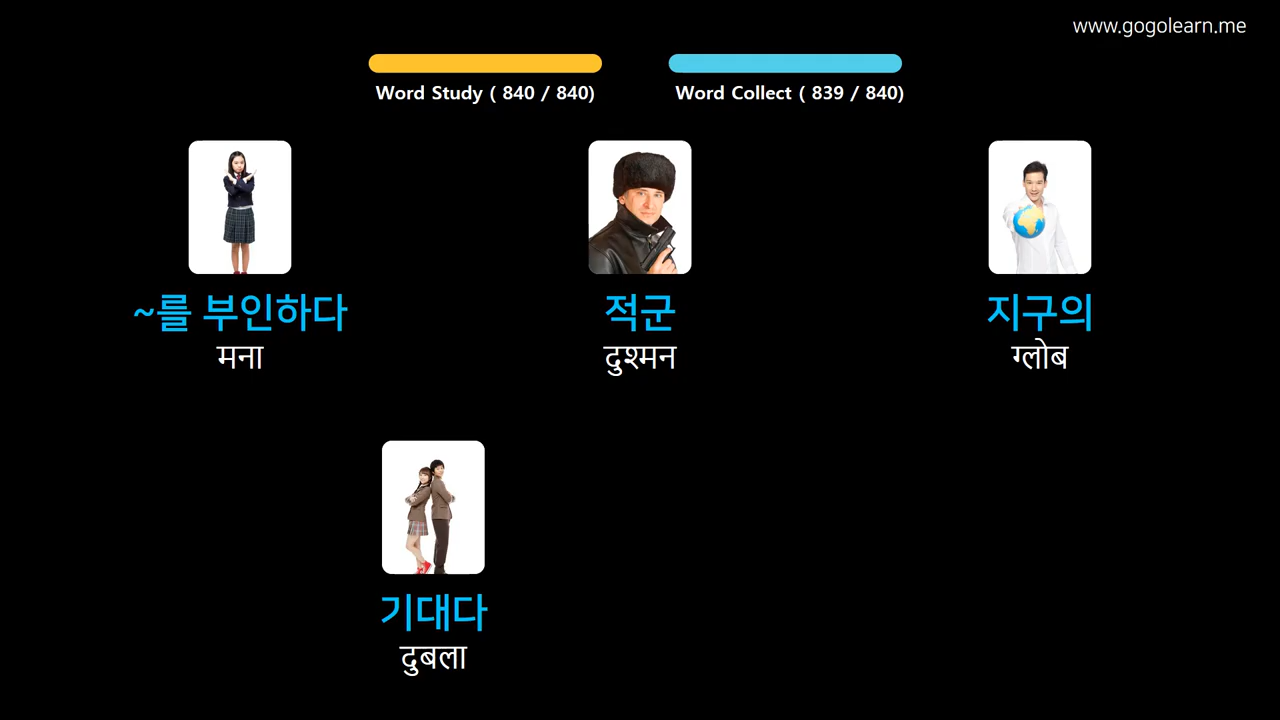 www.gogolearn.me
Word Study ( 840 / 840)
Word Collect ( 839 / 840)
~를 부인하다
मना
적군
दुश्मन
지구의
ग्लोब
기대다
दुबला